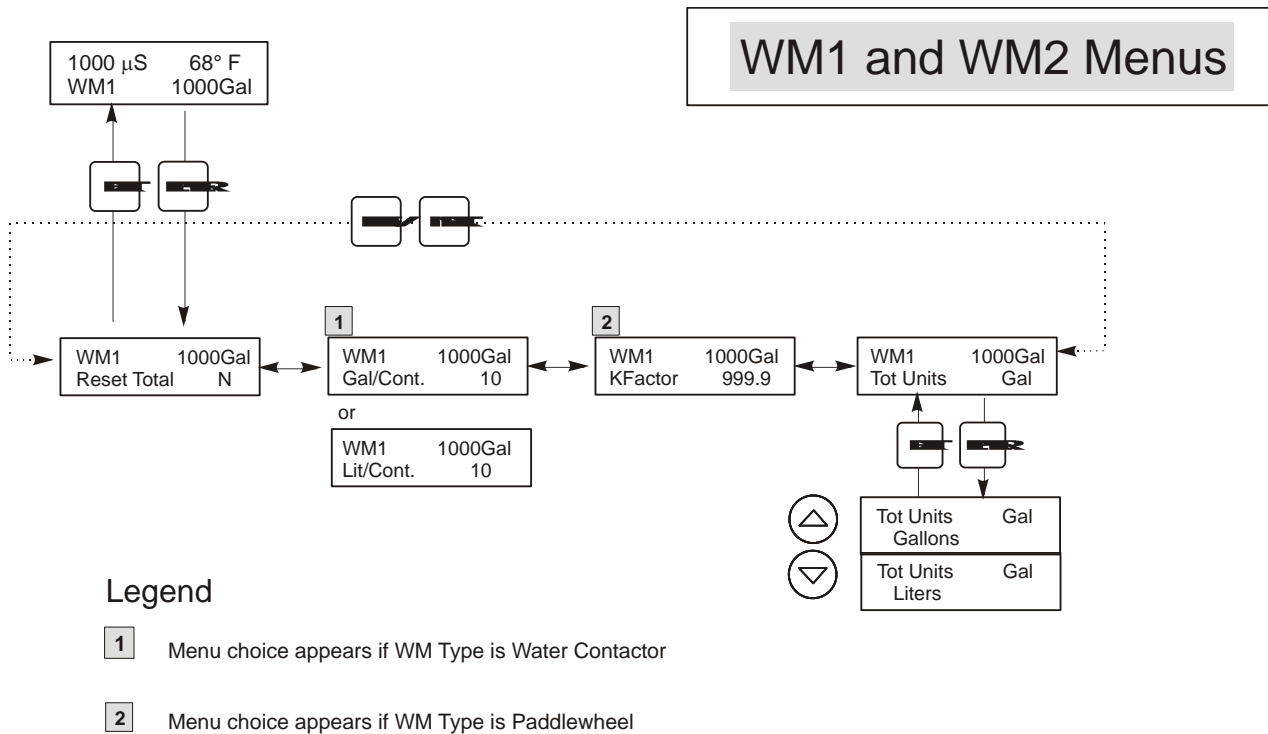 WM1 and WM2 Menus
1000 μS 68° F
WM1 1000Gal
1
2
WM1 1000Gal
Reset Total N
WM1 1000Gal
Gal/Cont. 10
WM1 1000Gal
KFactor 999.9
WM1 1000Gal
Tot Units Gal
or
WM1 1000Gal
Lit/Cont. 10
Tot Units Gal
Gallons
Tot Units Gal
Liters
Legend
1 Menu choice appears if WM Type is Water Contactor
2 Menu choice appears if WM Type is Paddlewheel